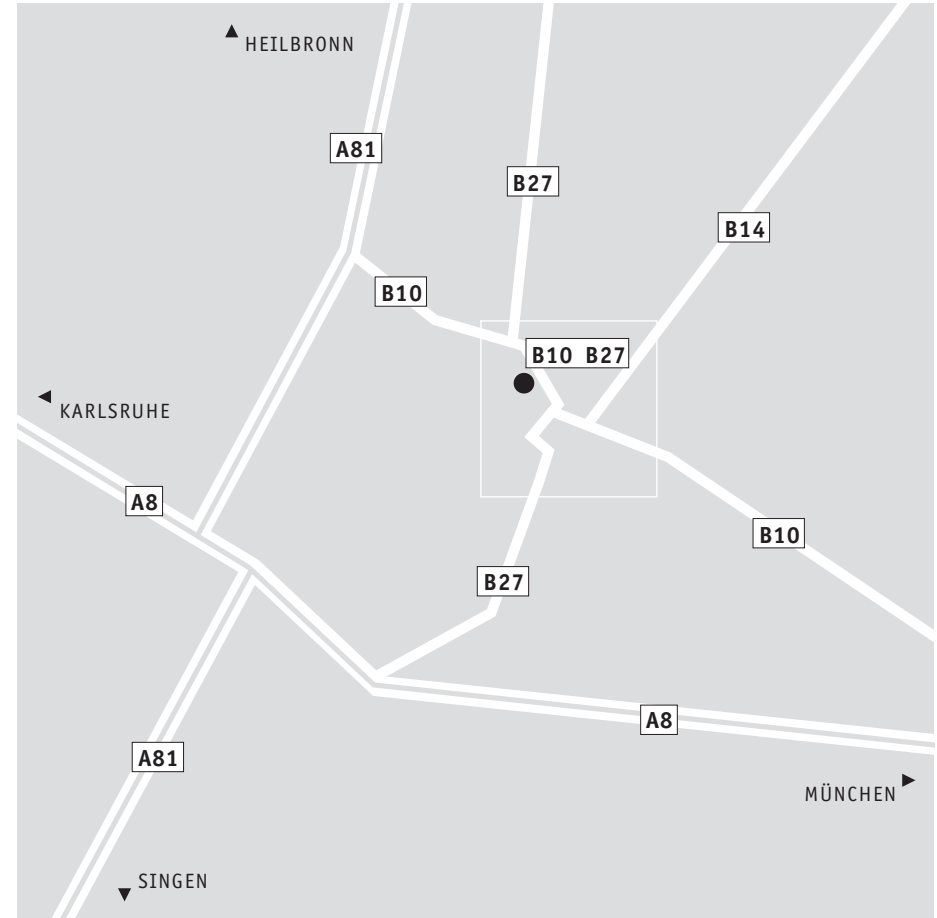 HEILBRONN
A81
B27
B14
B10
B10 B27
KARLSRUHE
A8
B10
B27
A8
A81
MÜNCHEN
SINGEN